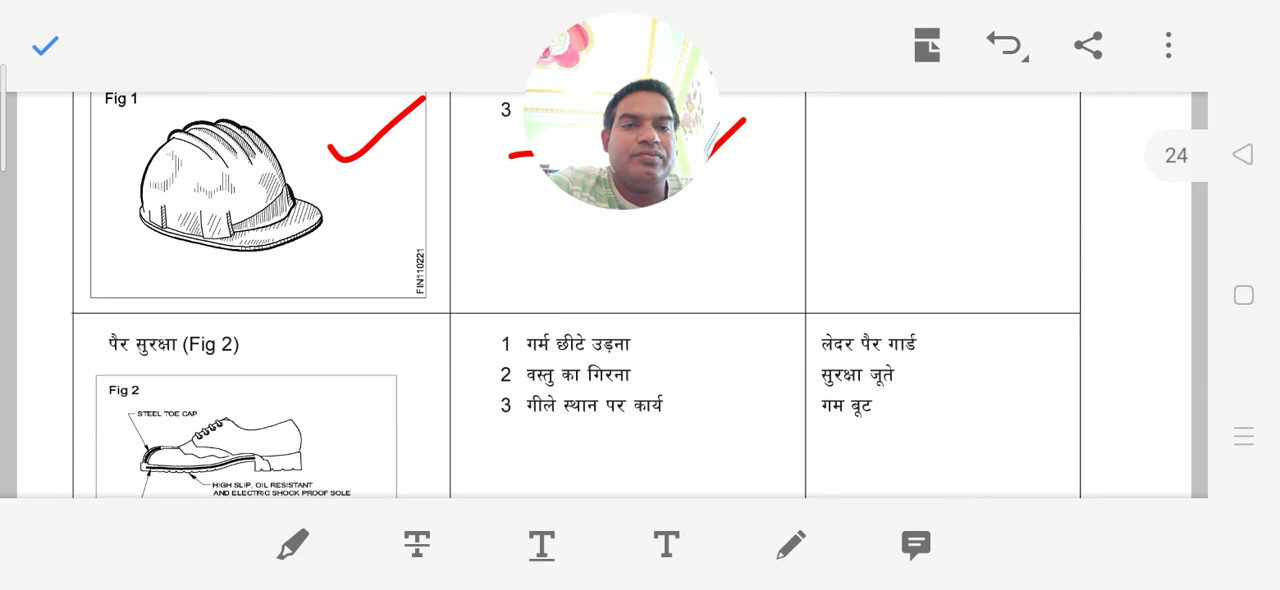 Fig 1
3
24
FIN110221
पैर सुरक्षा (Fig 2)
1 गर्म छीटे उड़ना
2 वस्तु का गिरना
3 गीले स्थान पर कार्य
लेदर पैर गार्ड
सुरक्षा जूते
गम बूट
Fig 2
STEEL TOE CAP
HIGH SLIP, OIL RESISTANT
AND ELECTRIC SHOCK PROOF SOLE